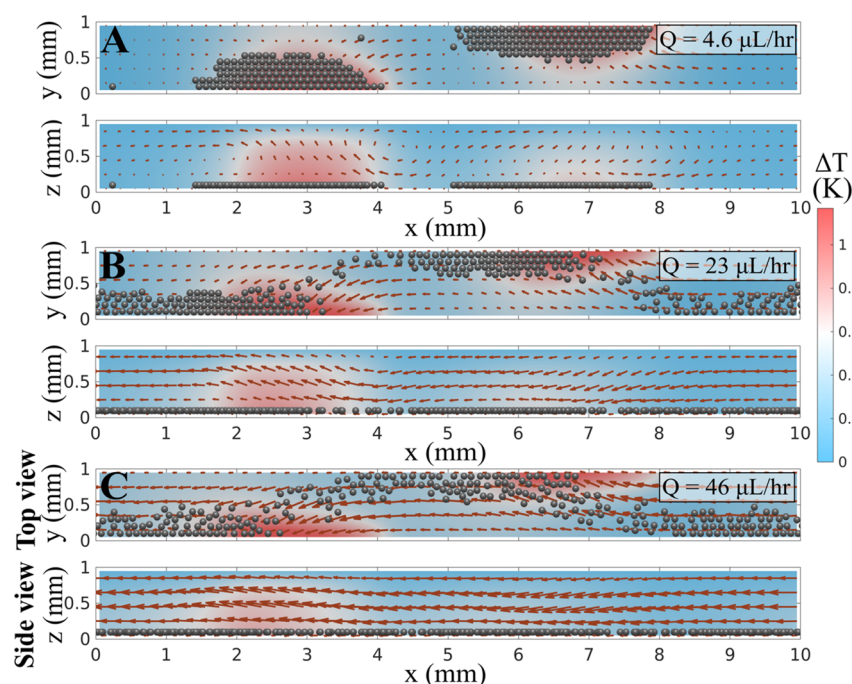 A
Q = 4.6 μL/hr
y (mm)
1
0.5
0
z (mm)
1
0.5
0
0 1 2 3 4 5 6 7 8 9 10
x (mm)
ΔT
(K)
1
0.
0.
0.
0.
0
B
Q = 23 μL/hr
y (mm)
1
0.5
0
z (mm)
1
0.5
0
0 1 2 3 4 5 6 7 8 9 10
x (mm)
C
Q = 46 μL/hr
Top view
y (mm)
1
0.5
0
Side view
z (mm)
1
0.5
0
0 1 2 3 4 5 6 7 8 9 10
x (mm)